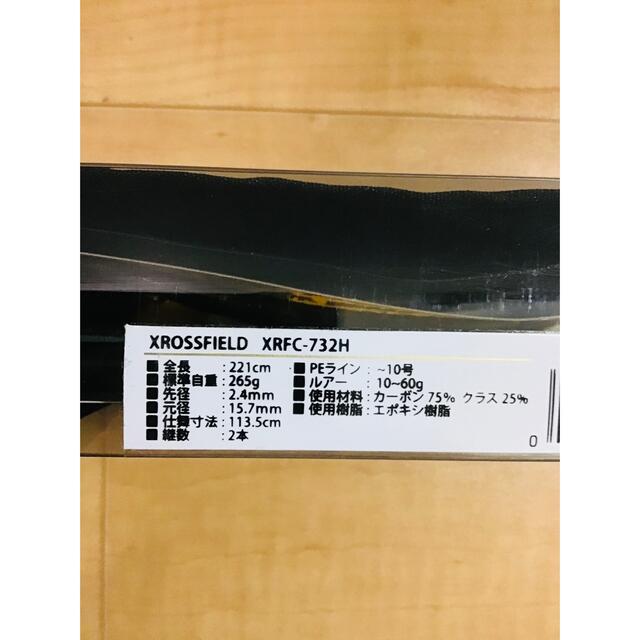 XROSSFIELD XRFC-732H
■ 全長 : 221cm
■ 標準自重 : 265g
■ 先径 : 2.4mm
■ 元径 : 15.7mm
■ 仕舞寸法 : 113.5cm
■ 継数 : 2本
■ PEライン : ~10号
■ ルアー : 10~60g
■ 使用材料 : カーボン 75% クラス 25%
■ 使用樹脂 : エポキシ樹脂
0